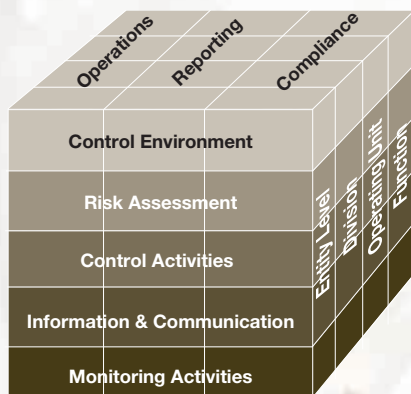 Operations
Reporting
Compliance
Control Environment
Risk Assessment
Control Activities
Information & Communication
Monitoring Activities
Entity Level
Division
Operating Unit
Function